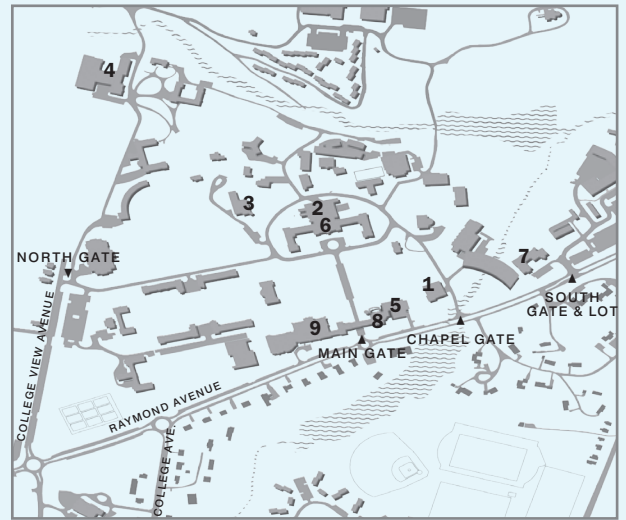 4
3
2
6
NORTH GATE
7
1
SOUTH
GATE & LOT
5
8
9
CHAPEL GATE
MAIN GATE
COLLEGE VIEW AVENUE
RAYMOND AVENUE
COLLEGE AVE.